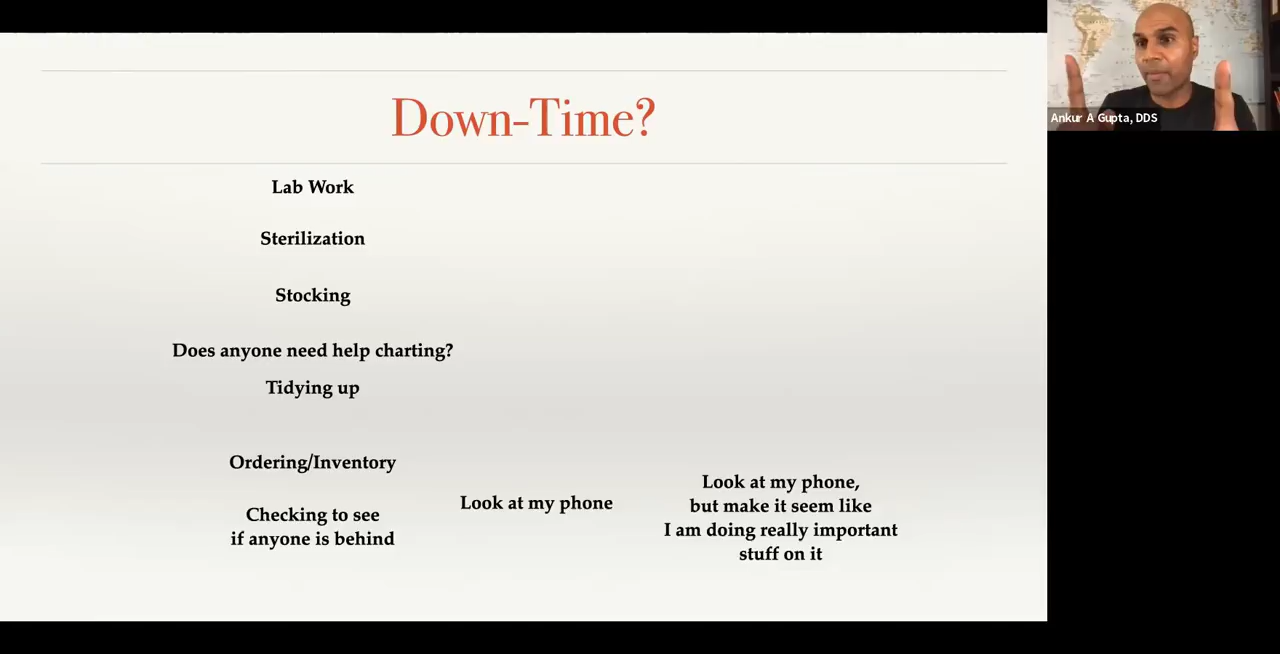 Down-Time?
Lab Work
Sterilization
Stocking
Does anyone need help charting?
Tidying up
Ordering/Inventory
Checking to see
if anyone is behind
Look at my phone
Look at my phone,
but make it seem like
I am doing really important
stuff on it
Ankur A Gupta, DDS